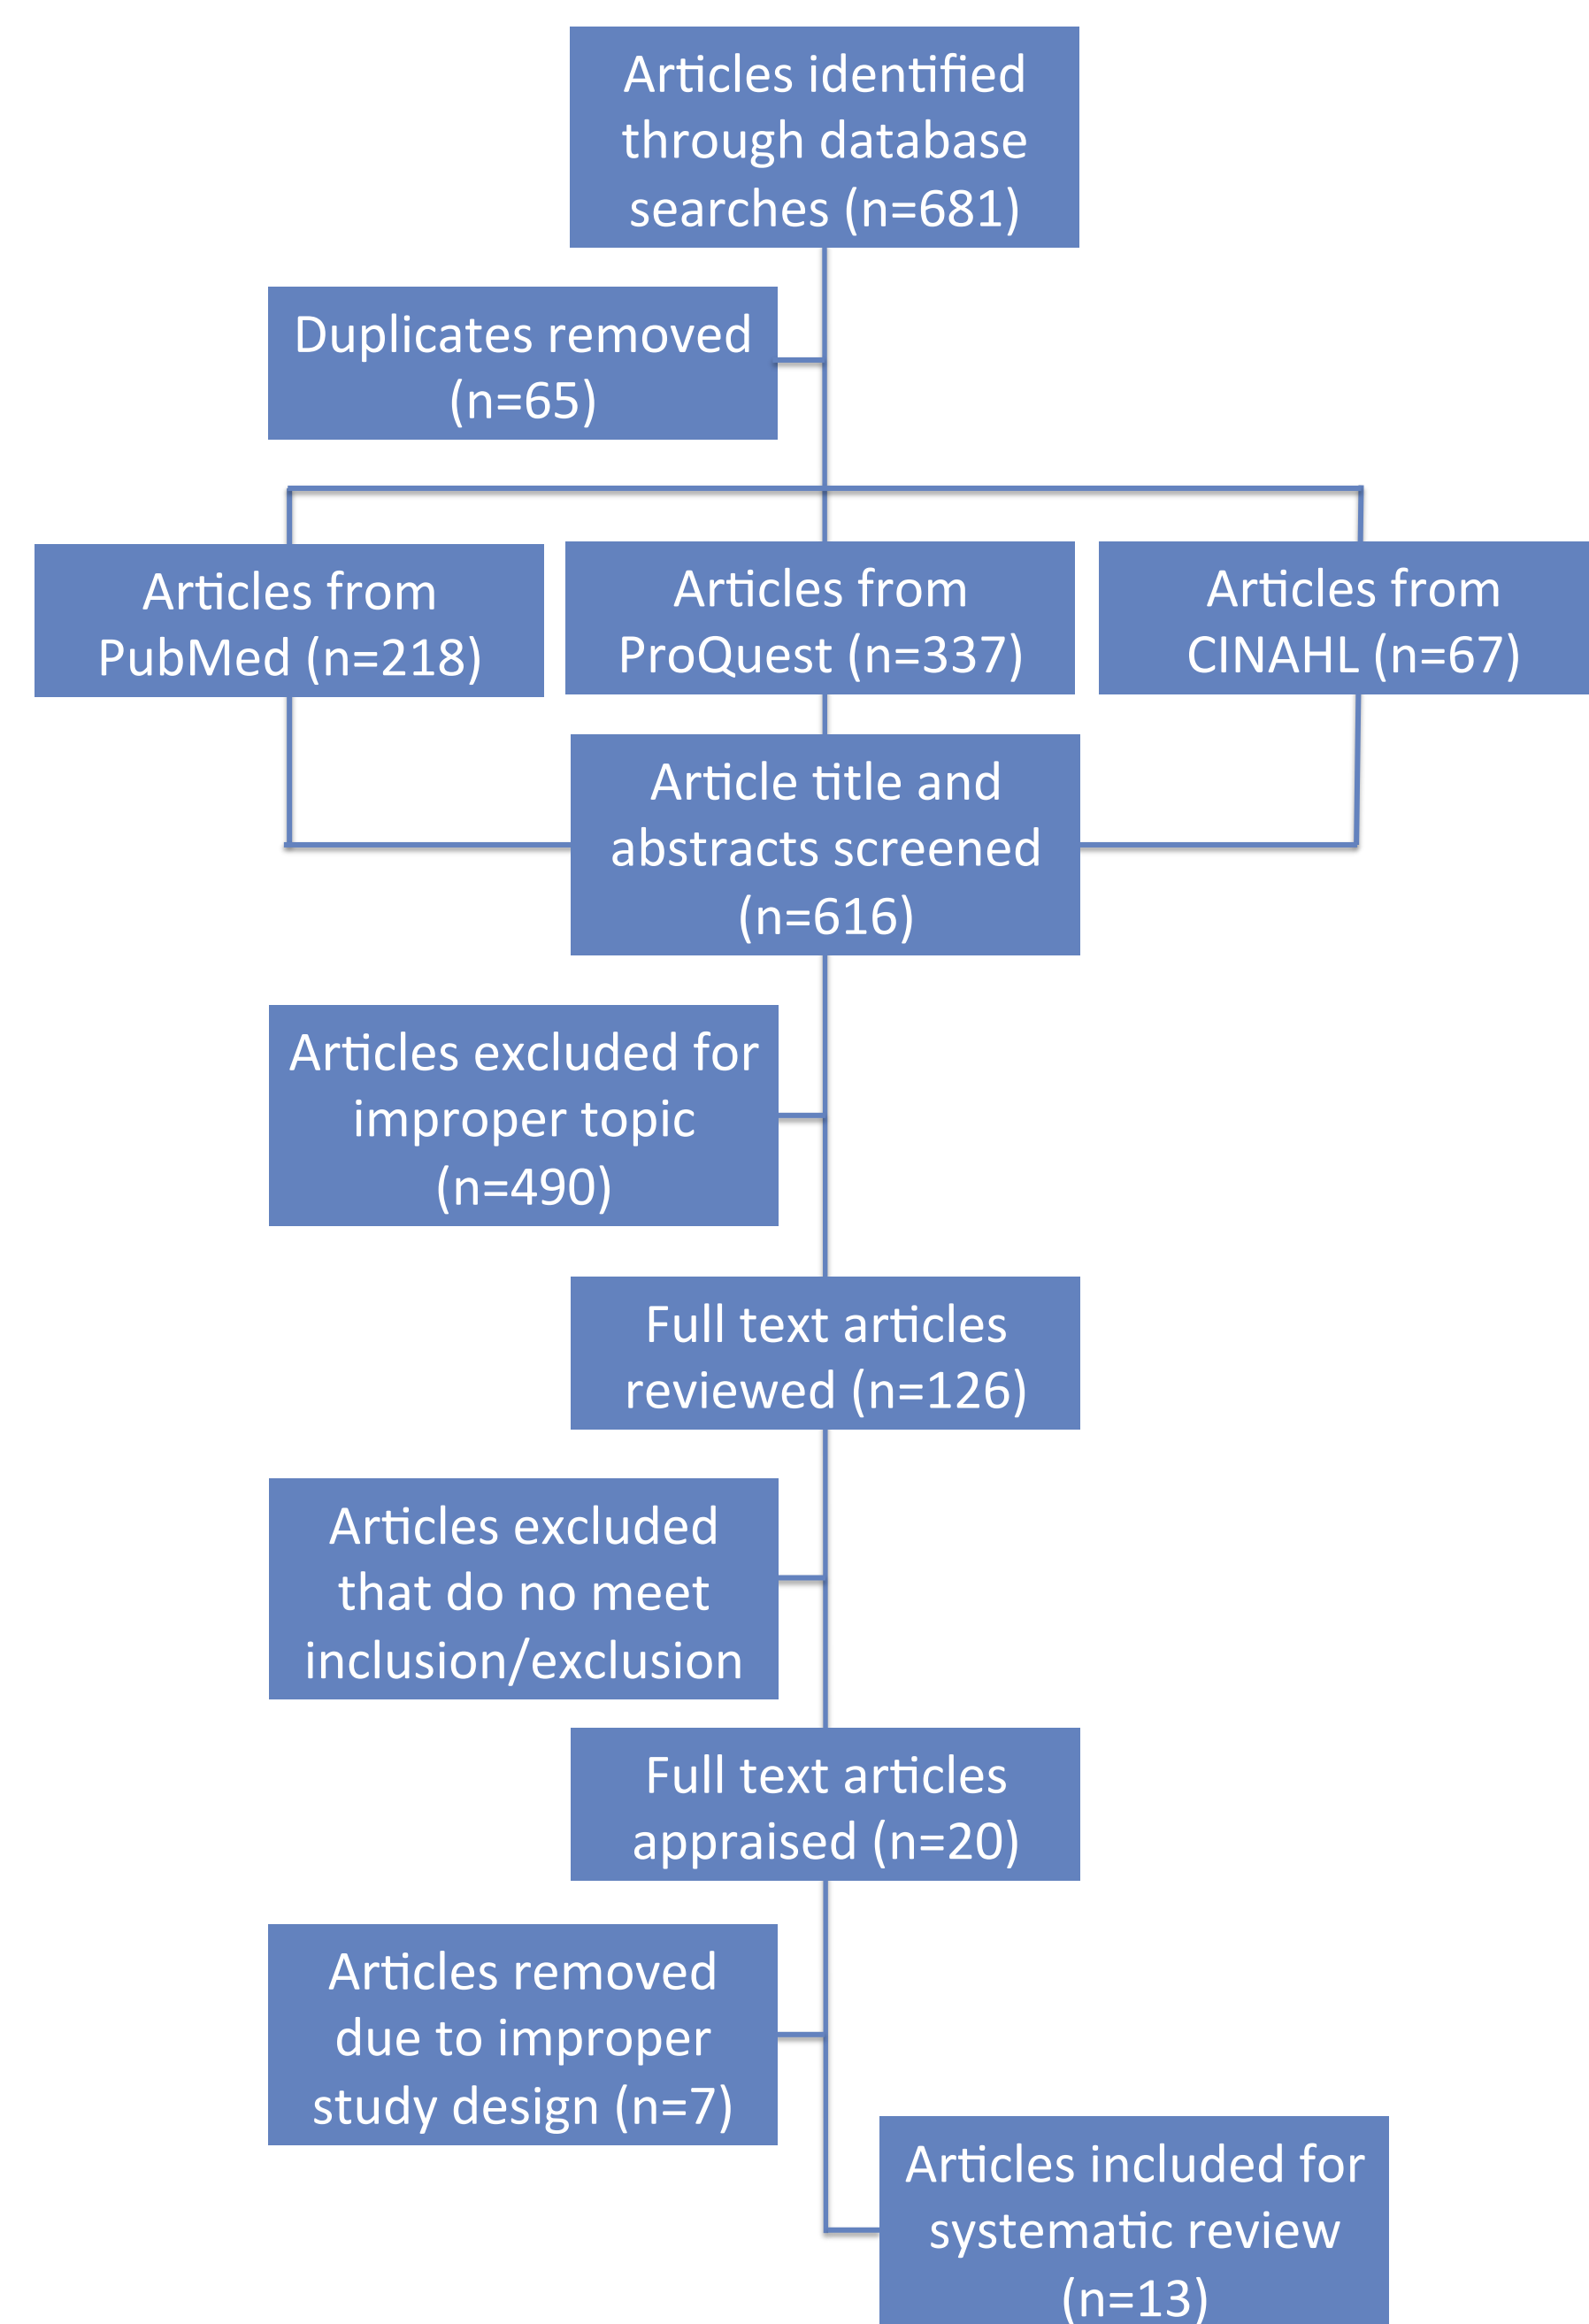 Articles identified
through database
searches (n=681)
Duplicates removed
(n=65)
Articles from
PubMed (n=218)
Articles from
ProQuest (n=337)
Articles from
CINAHL (n=67)
Article title and
abstracts screened
(n=616)
Articles excluded for
improper topic
(n=490)
Full text articles
reviewed (n=126)
Articles excluded
that do no meet
inclusion/exclusion
Full text articles
appraised (n=20)
Articles removed
due to improper
study design (n=7)
Articles included for
systematic review
(n=13)